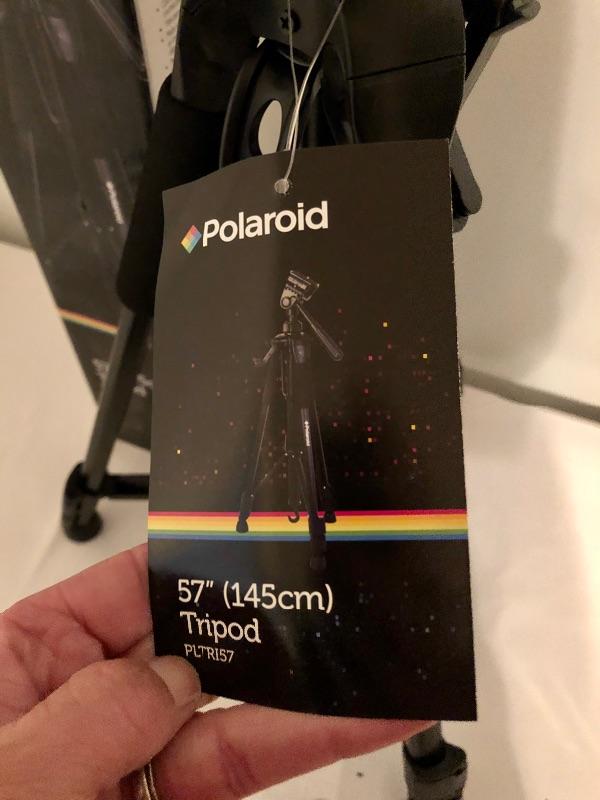 Polaroid
57" (145cm)
Tripod
PLTRI57